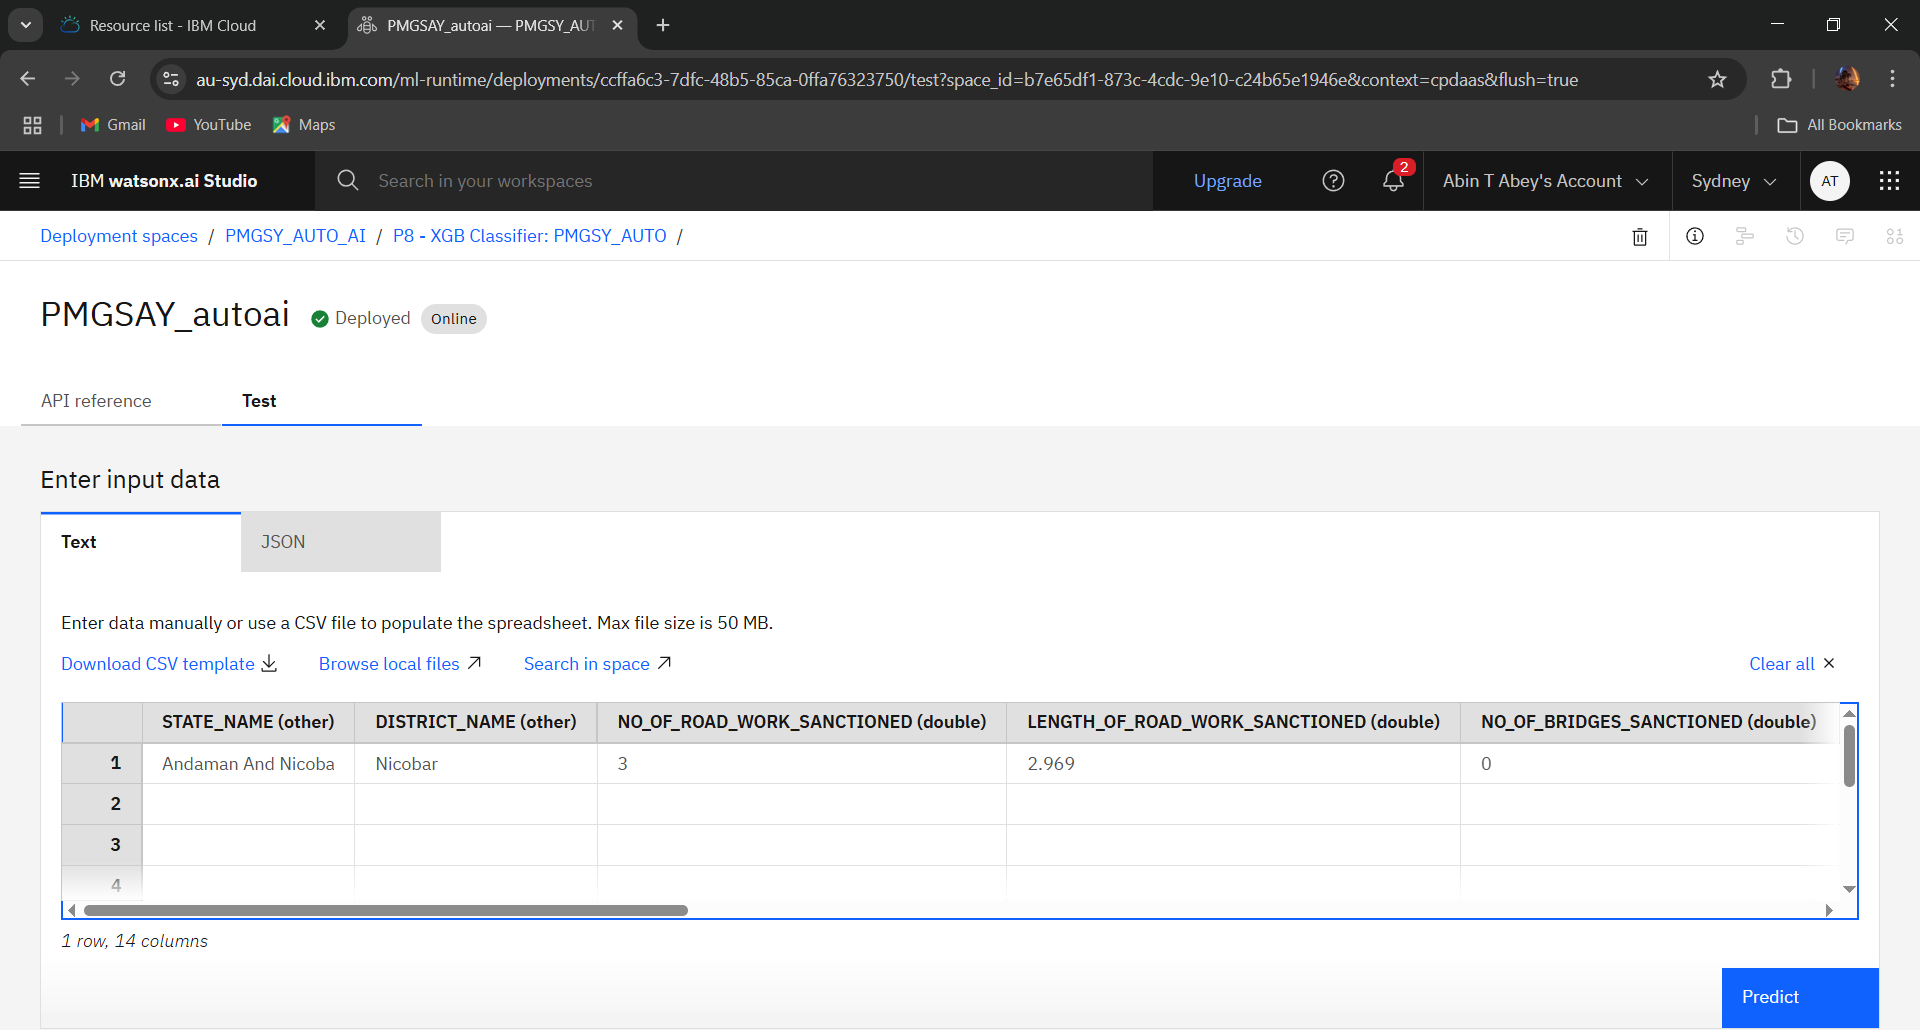 Resource list - IBM Cloud
PMGSAY_autoai — PMGSY_AUT
au-syd.dai.cloud.ibm.com/ml-runtime/deployments/ccffa6c3-7dfc-48b5-85ca-0ffa76323750/test?space_id=b7e65df1-873c-4cdc-9e10-c24b65e1946e&context=cpdaas&flush=true
Gmail YouTube Maps All Bookmarks
IBM watsonx.ai Studio
Search in your workspaces
Upgrade
2
Abin T Abey's Account
Sydney
AT
Deployment spaces / PMGSY_AUTO_AI / P8 - XGB Classifier: PMGSY_AUTO /
PMGSAY_autoai Deployed Online
API reference Test
Enter input data
Text JSON
Enter data manually or use a CSV file to populate the spreadsheet. Max file size is 50 MB.
Download CSV template Browse local files Search in space Clear all
STATE_NAME (other) DISTRICT_NAME (other) NO_OF_ROAD_WORK_SANCTIONED (double) LENGTH_OF_ROAD_WORK_SANCTIONED (double) NO_OF_BRIDGES_SANCTIONED (double)
1 Andaman And Nicoba Nicobar 3 2.969 0
2
3
4
1 row, 14 columns
Predict